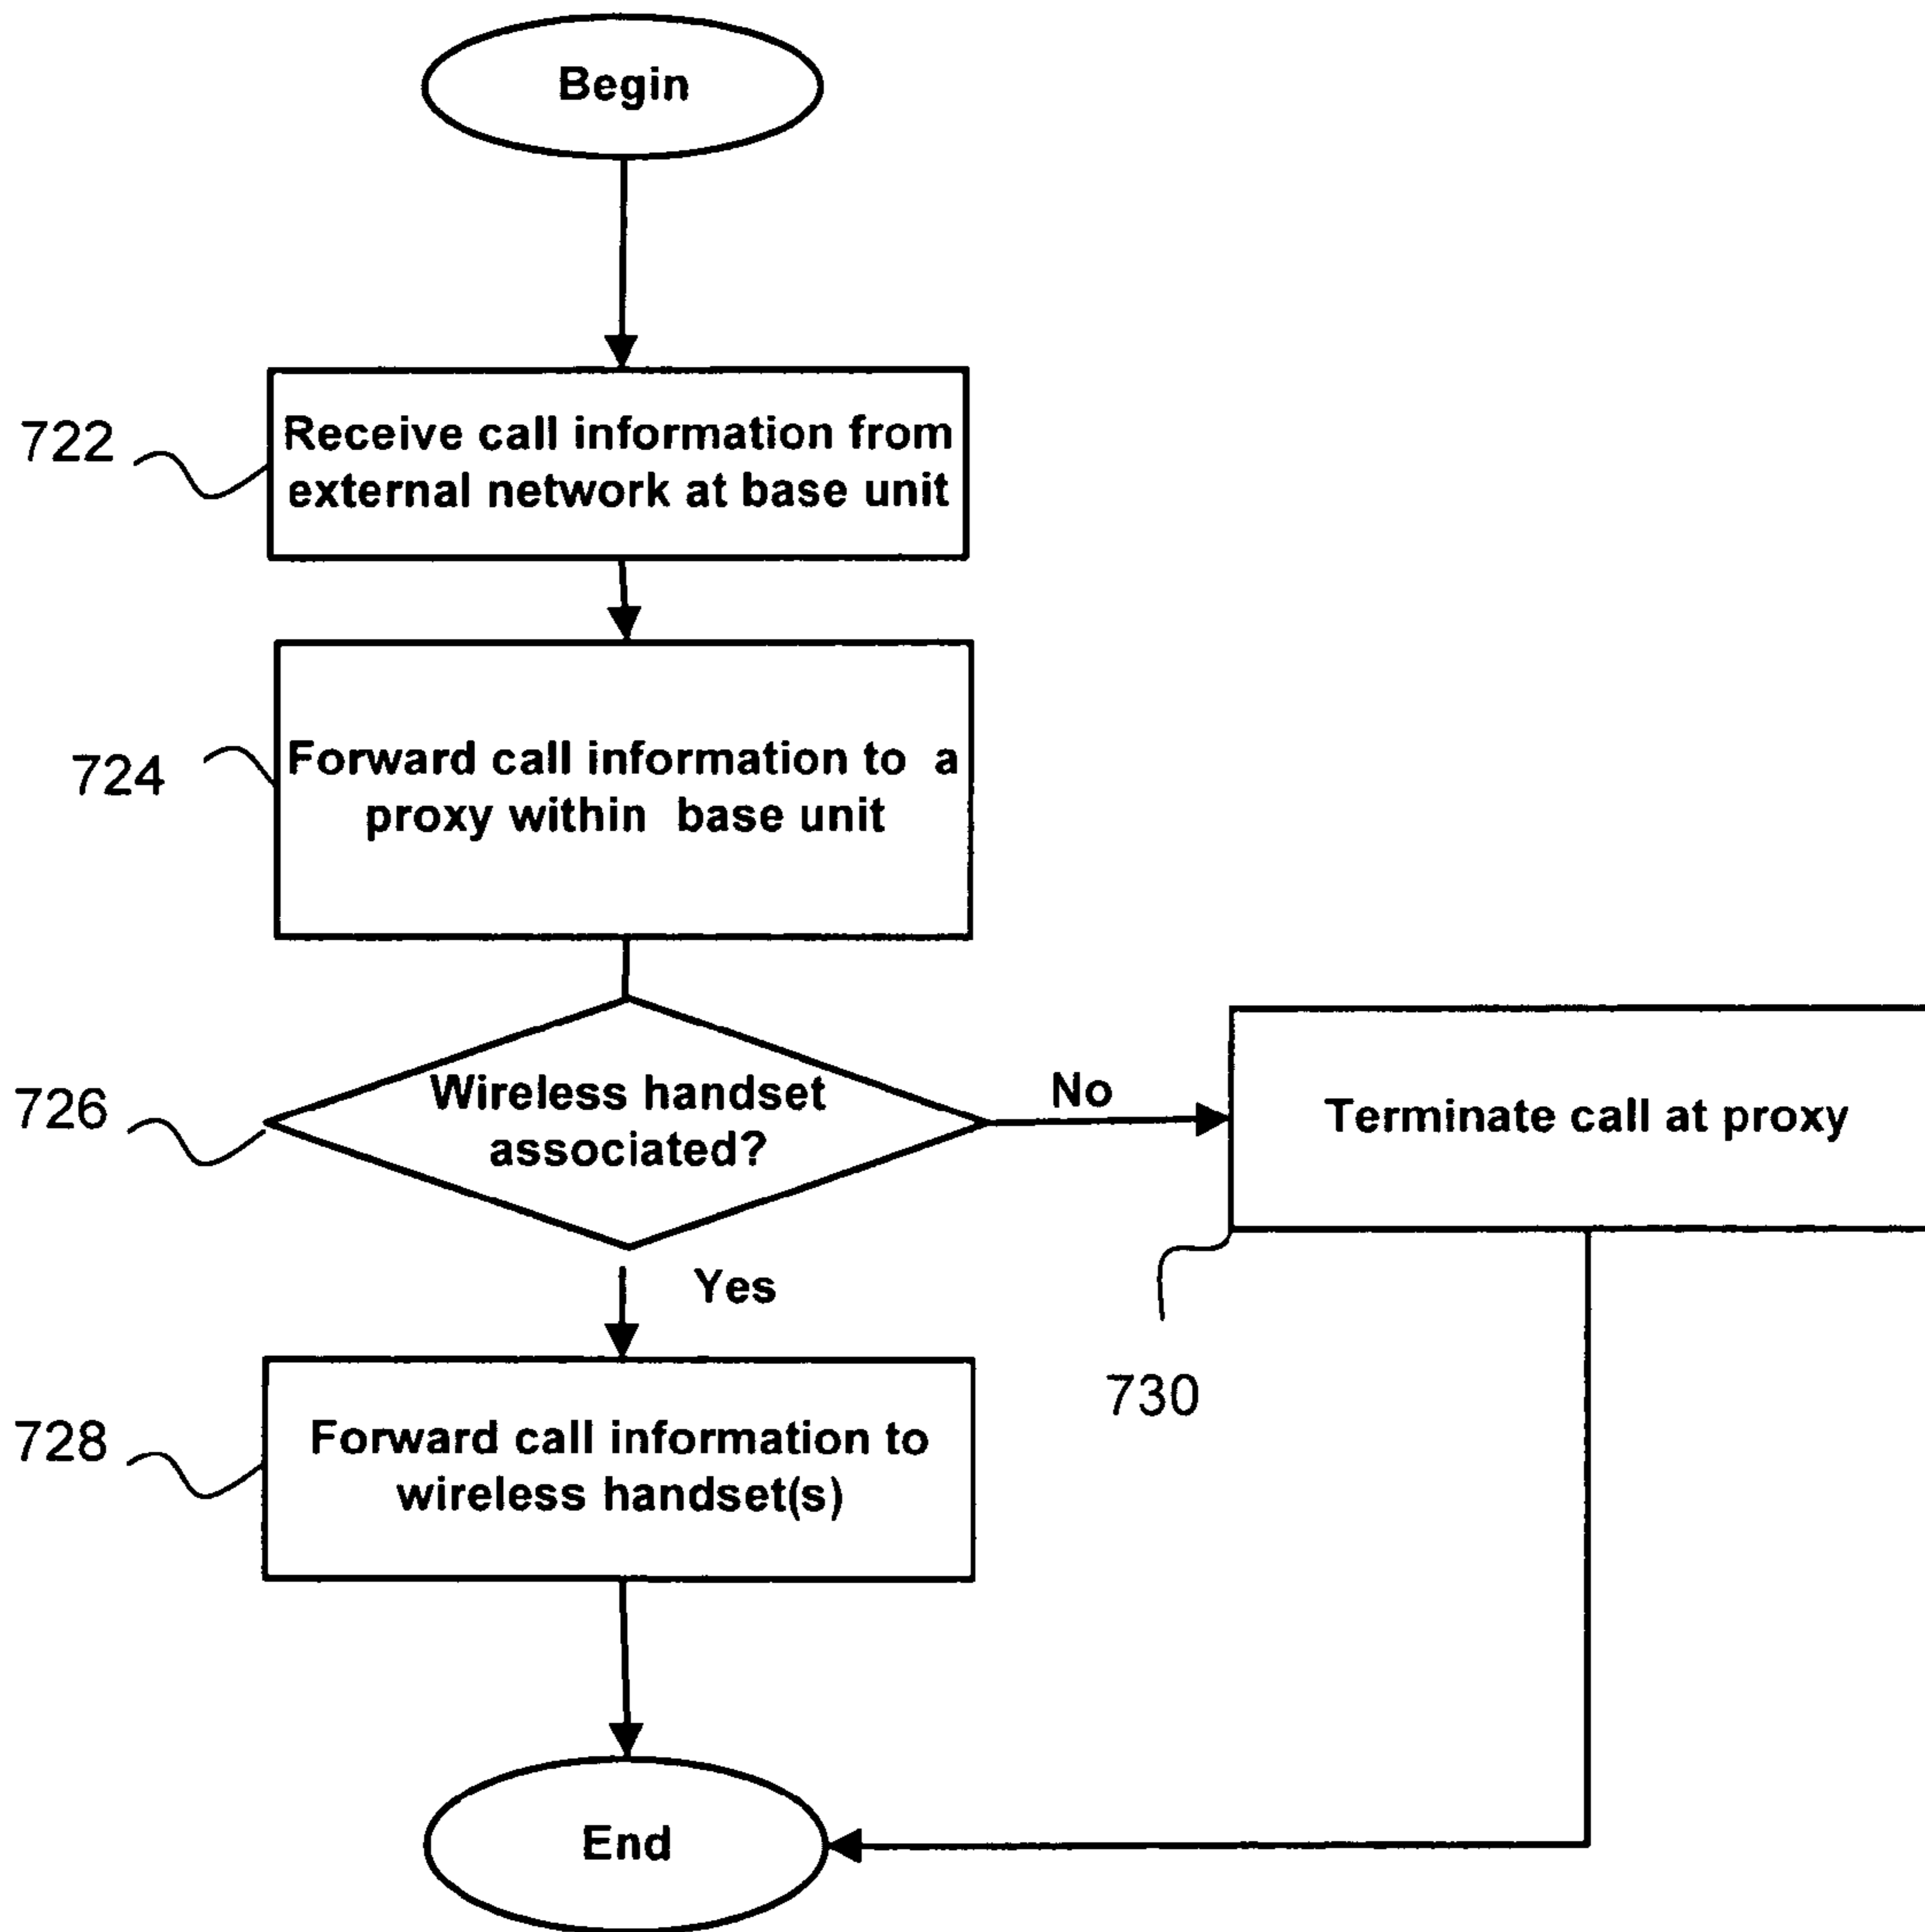 Begin
722
Receive call information from
external network at base unit
724
Forward call information to a
proxy within base unit
726
Wireless handset
associated?
No
Terminate call at proxy
730
Yes
728
Forward call information to
wireless handset(s)
End